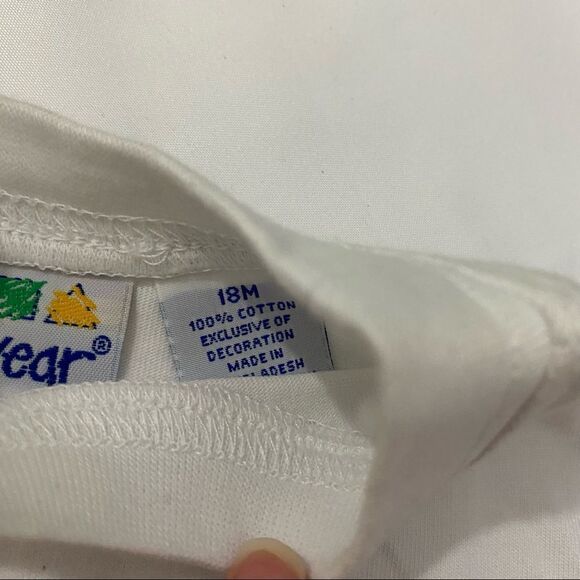 18M
100% COTTON
EXCLUSIVE OF
DECORATION
MADE IN